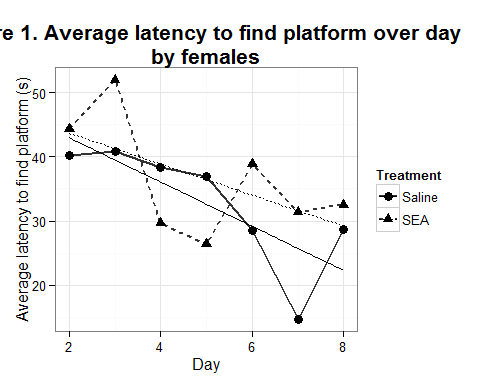 re 1. Average latency to find platform over day
by females
Average latency to find platform (s)
50
40
30
20
2
4
6
8
Day
Treatment
Saline
SEA